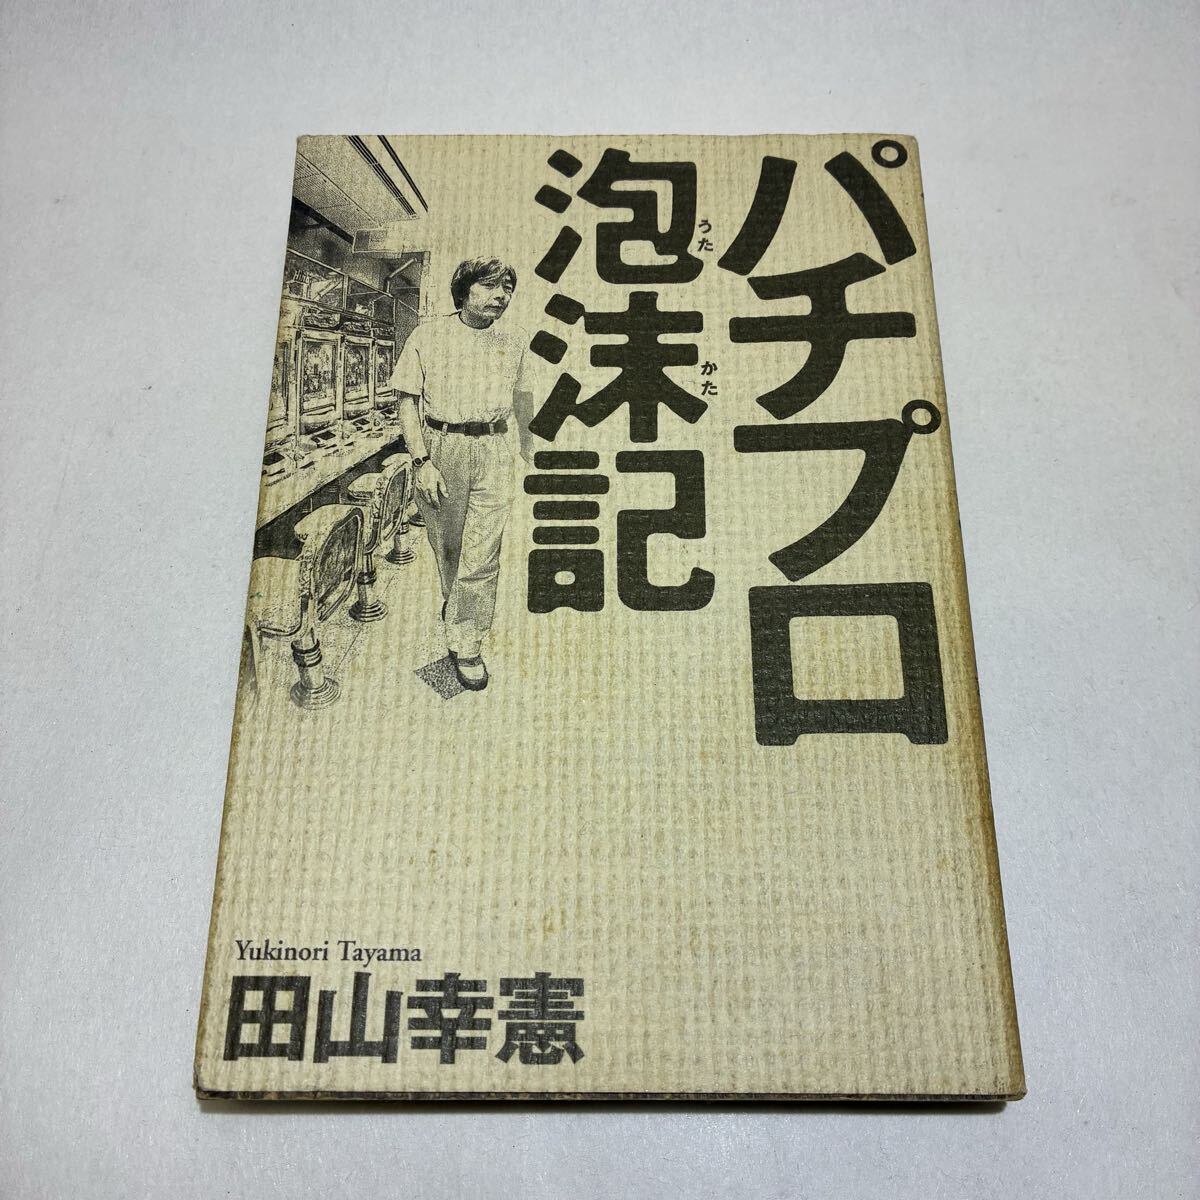 パチプロ
泡沫記
うた
かた
Yukinori Tayama
田山幸憲